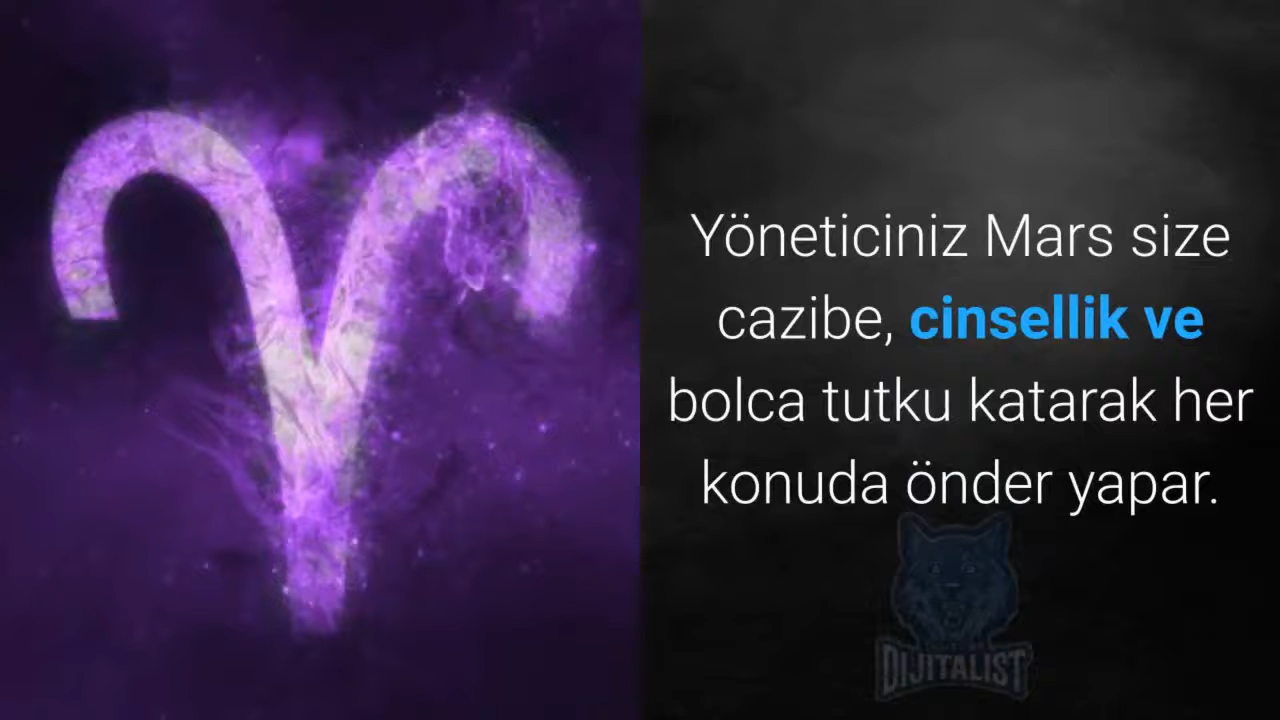 Yöneticiniz Mars size
cazibe, cinsellik ve
bolca tutku katarak her
konuda önder yapar.
DIJITALIST